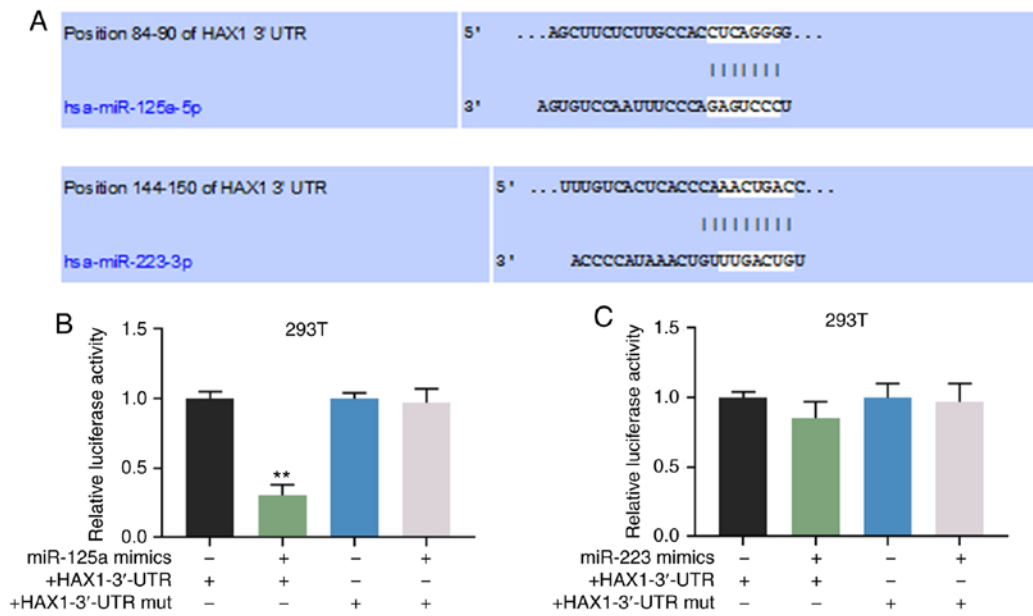 A
Position 84-90 of HAX1 3' UTR 5' ...AGCUUCUCUUGCCACCUCAGGGG...
|||||||
hsa-miR-125a-5p 3' AGUGUCCAAUUUCCCAGAGUCCCU
Position 144-150 of HAX1 3' UTR 5' ...UUUGUCACUCACCCAAACUGACC...
|||||||||
hsa-miR-223-3p 3' ACCCCAUAAACUGUUUGACUGU
B
293T
Relative luciferase activity
1.5
1.0
0.5
0.0
**
miR-125a mimics – + – +
+HAX1-3′-UTR + + – –
+HAX1-3′-UTR mut – – + +
C
293T
Relative luciferase activity
1.5
1.0
0.5
0.0
miR-223 mimics – + – +
+HAX1-3′-UTR + + – –
+HAX1-3′-UTR mut – – + +